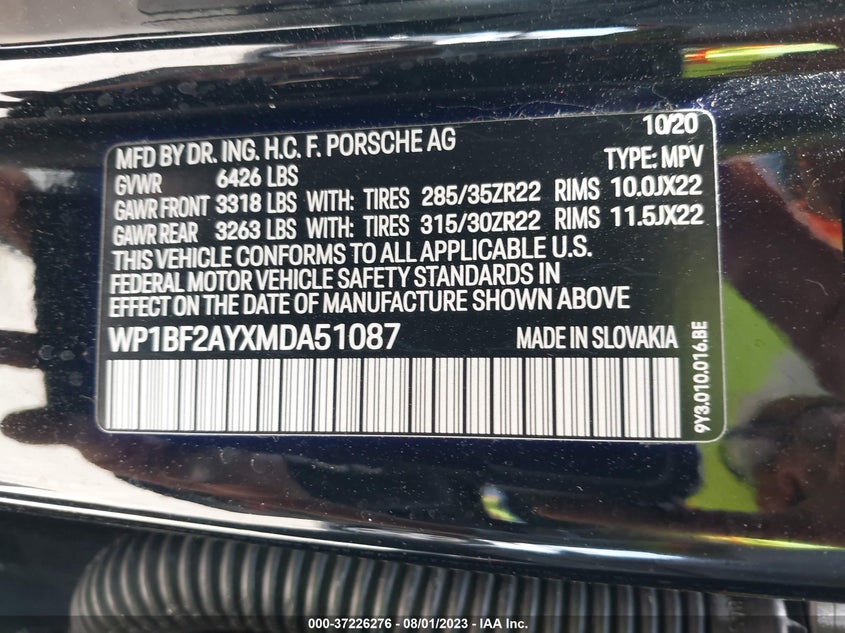 MFD BY DR. ING. H.C. F. PORSCHE AG 10/20
GVWR 6426 LBS TYPE: MPV
GAWR FRONT 3318 LBS WITH: TIRES 285/35ZR22 RIMS 10.0JX22
GAWR REAR 3263 LBS WITH: TIRES 315/30ZR22 RIMS 11.5JX22
THIS VEHICLE CONFORMS TO ALL APPLICABLE U.S.
FEDERAL MOTOR VEHICLE SAFETY STANDARDS IN
EFFECT ON THE DATE OF MANUFACTURE SHOWN ABOVE
WP1BF2AYXMDA51087 MADE IN SLOVAKIA
9Y3.010.016.BE
000-37226276 - 08/01/2023 - IAA Inc.